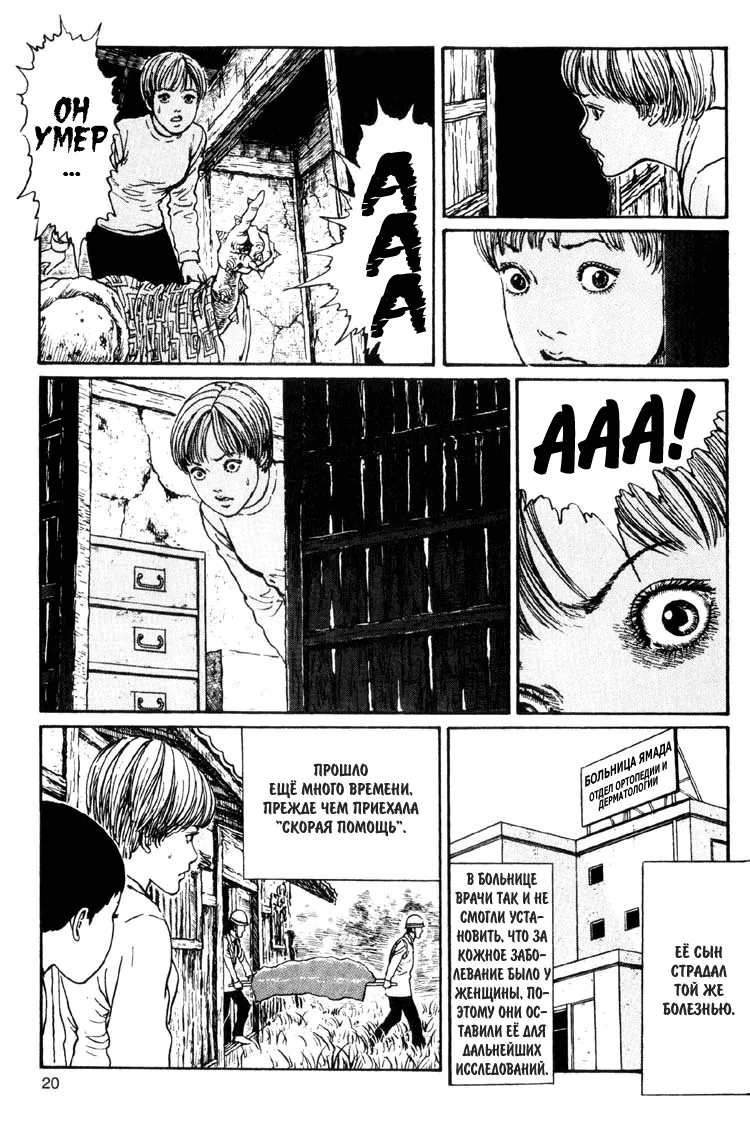 ОН
УМЕР
...
А
А
А
ААА!
ПРОШЛО
ЕЩЁ МНОГО ВРЕМЕНИ,
ПРЕЖДЕ ЧЕМ ПРИЕХАЛА
"СКОРАЯ ПОМОЩЬ".
БОЛЬНИЦА ЯМАДА
ОТДЕЛ ОРТОПЕДИИ И
ДЕРМАТОЛОГИИ
В БОЛЬНИЦЕ
ВРАЧИ ТАК И НЕ
СМОГЛИ УСТА-
НОВИТЬ, ЧТО ЗА
КОЖНОЕ ЗАБО-
ЛЕВАНИЕ БЫЛО У
ЖЕНЩИНЫ, ПО-
ЭТОМУ ОНИ ОС-
ТАВИЛИ ЕЁ ДЛЯ
ДАЛЬНЕЙШИХ
ИССЛЕДОВАНИЙ.
ЕЁ СЫН
СТРАДАЛ
ТОЙ ЖЕ
БОЛЕЗНЬЮ.
20